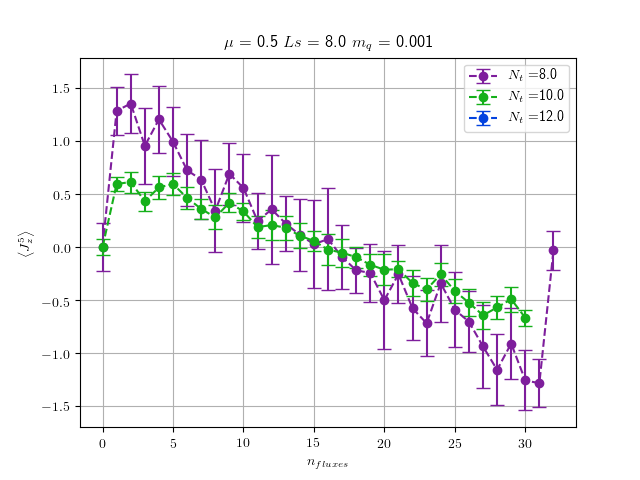 μ = 0.5 Ls = 8.0 m_q = 0.001
N_t =8.0
N_t =10.0
N_t =12.0
⟨J_z^5⟩
1.5
1.0
0.5
0.0
−0.5
−1.0
−1.5
0 5 10 15 20 25 30
n_{fluxes}